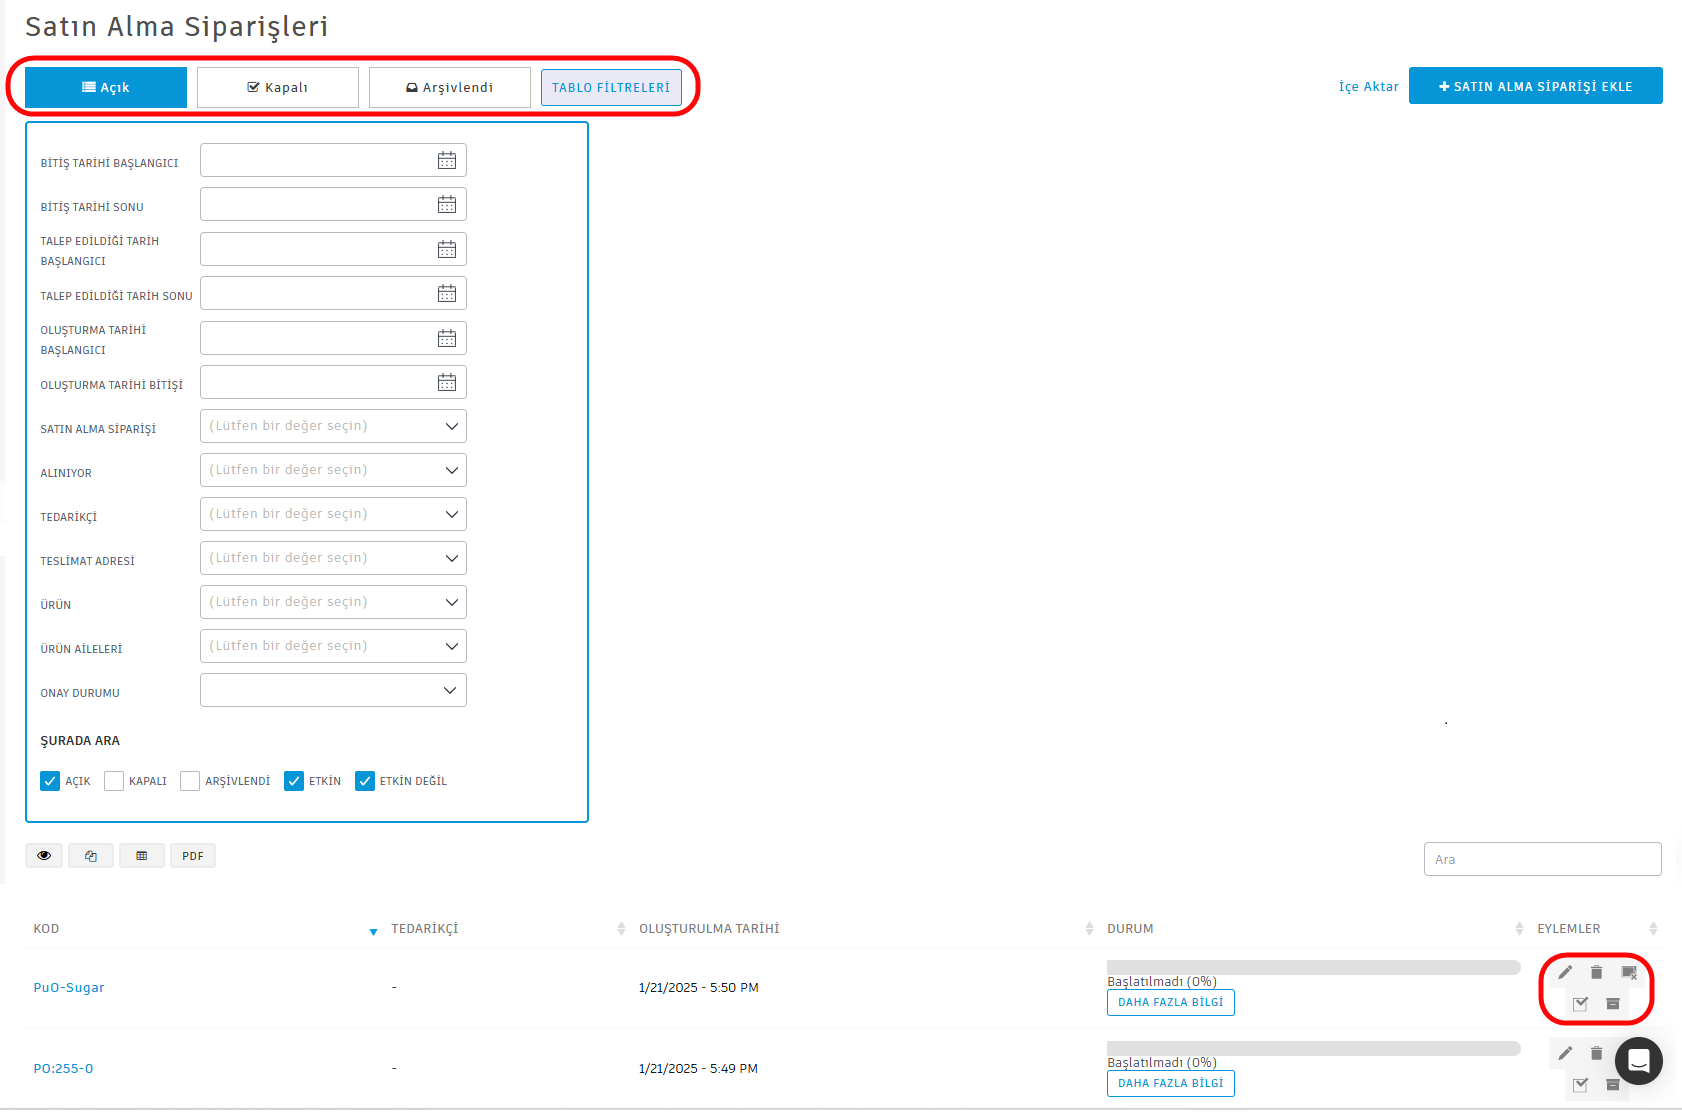 Satın Alma Siparişleri
Açık
Kapalı
Arşivlendi
TABLO FİLTRELERİ
İçe Aktar
SATIN ALMA SİPARİŞİ EKLE
BİTİŞ TARİHİ BAŞLANGICI
BİTİŞ TARİHİ SONU
TALEP EDİLDİĞİ TARİH
BAŞLANGICI
TALEP EDİLDİĞİ TARİH SONU
OLUŞTURMA TARİHİ
BAŞLANGICI
OLUŞTURMA TARİHİ BİTİŞİ
SATIN ALMA SİPARİŞİ (Lütfen bir değer seçin)
ALINIYOR (Lütfen bir değer seçin)
TEDARİKÇİ (Lütfen bir değer seçin)
TESLİMAT ADRESİ (Lütfen bir değer seçin)
ÜRÜN (Lütfen bir değer seçin)
ÜRÜN AİLELERİ (Lütfen bir değer seçin)
ONAY DURUMU
ŞURADA ARA
AÇIK KAPALI ARŞİVLENDİ ETKİN ETKİN DEĞİL
PDF
Ara
KOD TEDARİKÇİ OLUŞTURULMA TARİHİ DURUM EYLEMLER
PuO-Sugar - 1/21/2025 - 5:50 PM
Başlatılmadı (0%)
DAHA FAZLA BİLGİ
PO:255-0 - 1/21/2025 - 5:49 PM
Başlatılmadı (0%)
DAHA FAZLA BİLGİ